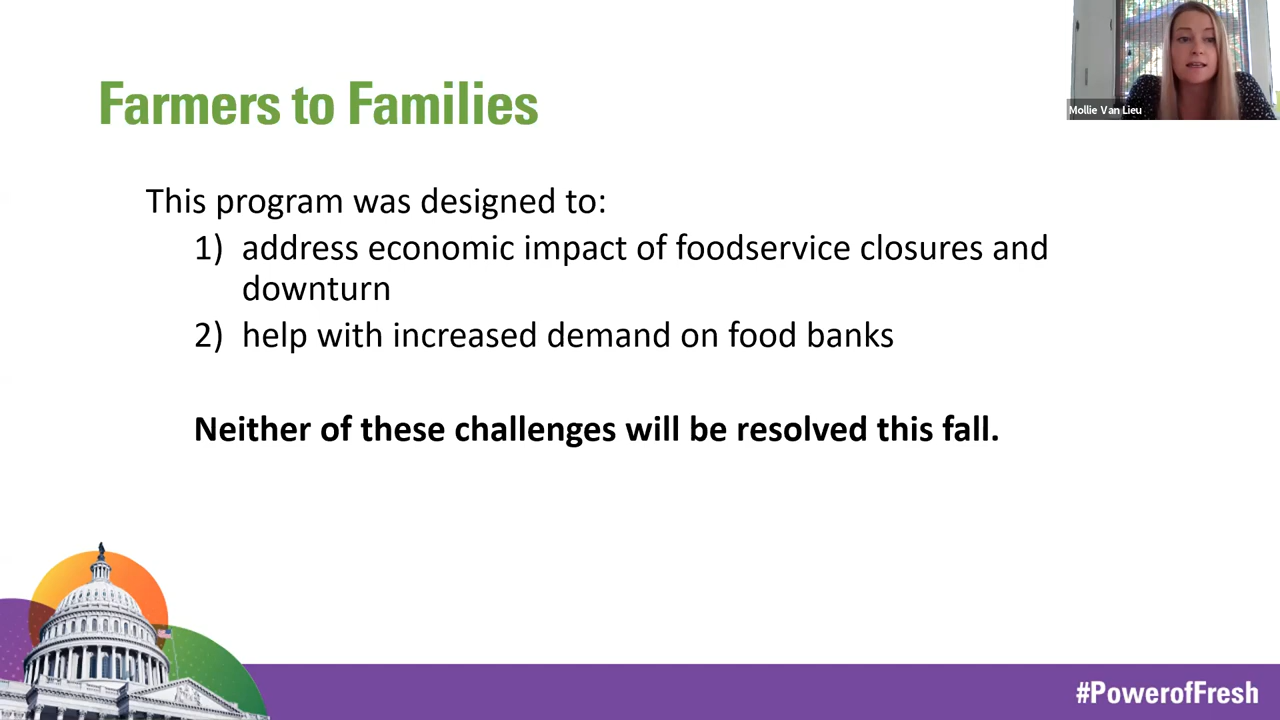 Farmers to Families
Mollie Van Lieu
This program was designed to:
1) address economic impact of foodservice closures and
downturn
2) help with increased demand on food banks
Neither of these challenges will be resolved this fall.
#PowerofFresh